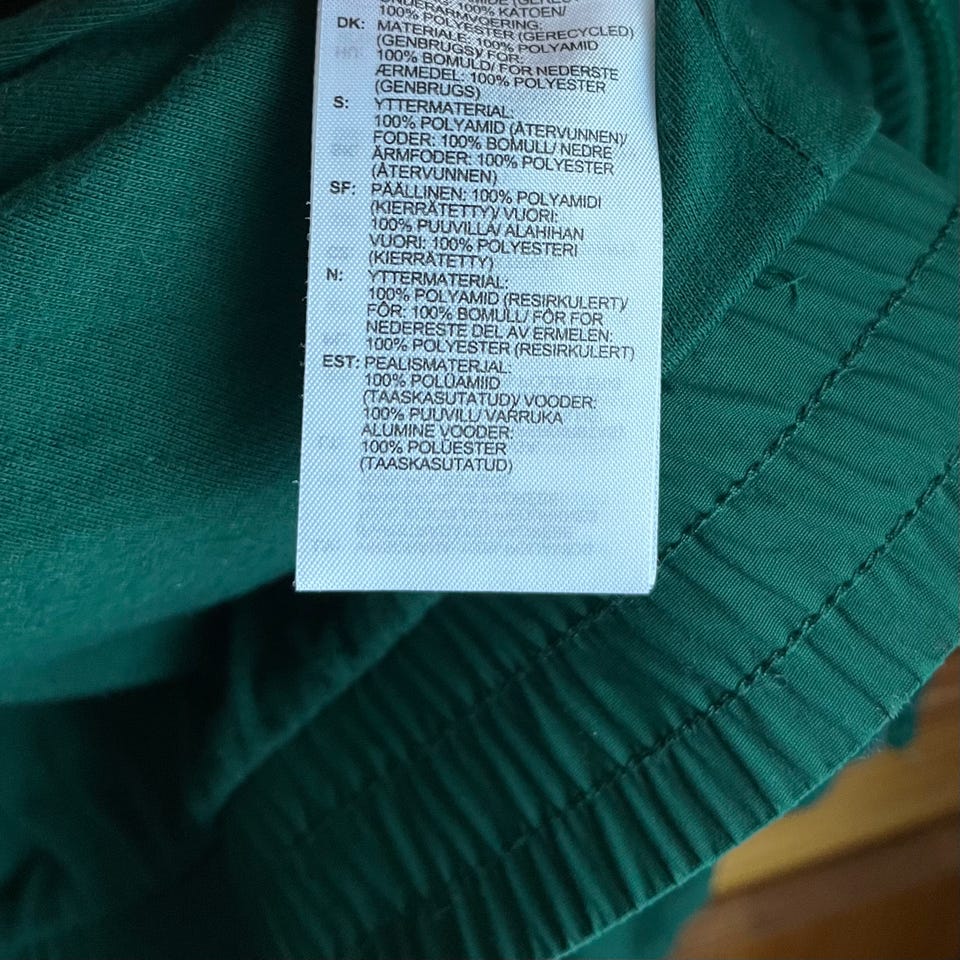 100% KATOEN/
100% POLYESTER (GERECYCLED)
DK: MATERIALE: 100% POLYAMID
(GENBRUGS)/ FOR:
100% BOMULD/ FOR NEDERSTE
ÆRMEDEL: 100% POLYESTER
(GENBRUGS)
S: YTTERMATERIAL:
100% POLYAMID (ÅTERVUNNEN)/
FODER: 100% BOMULL/ NEDRE
ÄRMFODER: 100% POLYESTER
(ÅTERVUNNEN)
SF: PÄÄLLINEN: 100% POLYAMIDI
(KIERRÄTETTY)/ VUORI:
100% PUUVILLA/ ALAHIHAN
VUORI: 100% POLYESTERI
(KIERRÄTETTY)
N: YTTERMATERIAL:
100% POLYAMID (RESIRKULERT)/
FÔR: 100% BOMULL/ FÔR FOR
NEDERESTE DEL AV ERMELEN:
100% POLYESTER (RESIRKULERT)
EST: PEALISMATERJAL:
100% POLÜAMIID
(TAASKASUTATUD)/ VOODER:
100% PUUVILL/ VARRUKA
ALUMINE VOODER:
100% POLÜESTER
(TAASKASUTATUD)